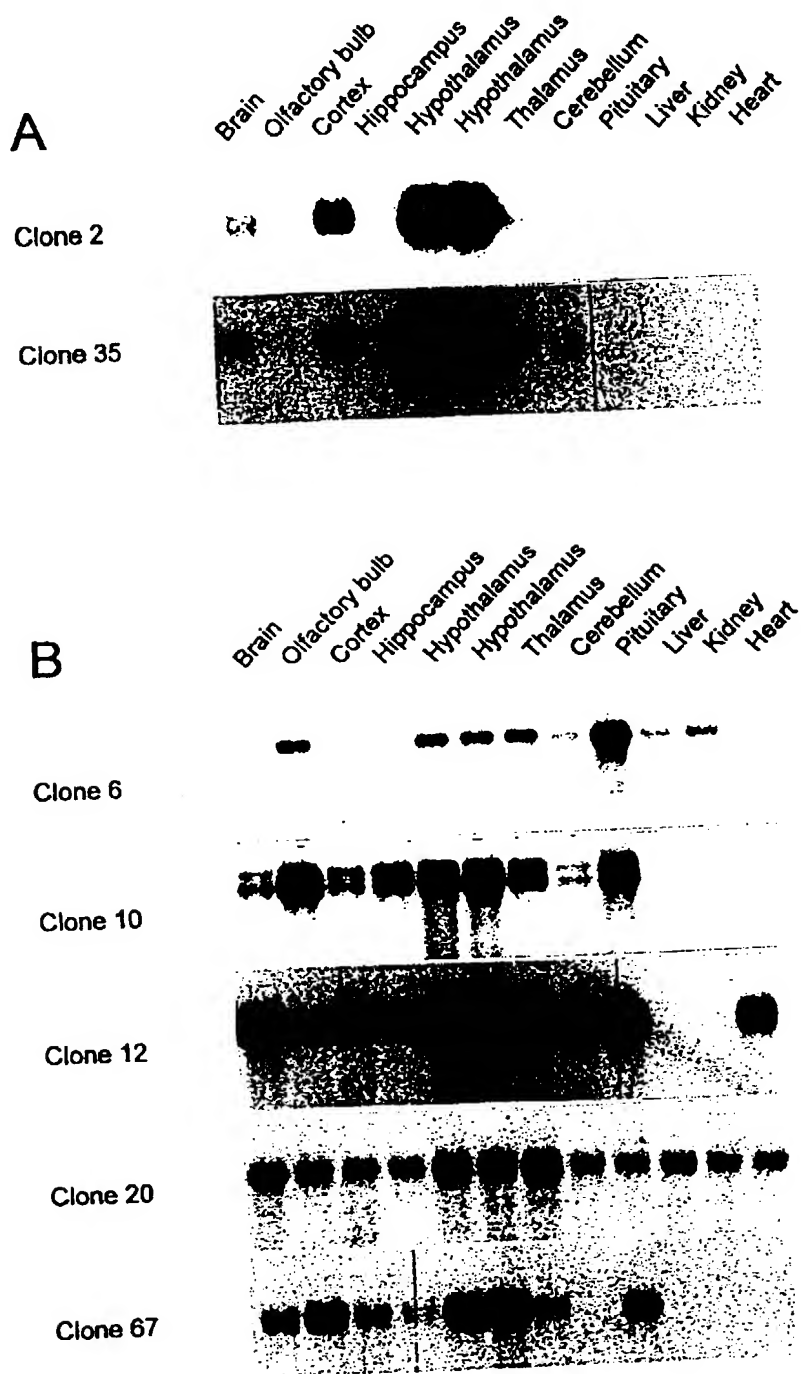 A
Brain
Olfactory bulb
Cortex
Hippocampus
Hypothalamus
Hypothalamus
Thalamus
Cerebellum
Pituitary
Liver
Kidney
Heart
Clone 2
Clone 35
B
Brain
Olfactory bulb
Cortex
Hippocampus
Hypothalamus
Hypothalamus
Thalamus
Cerebellum
Pituitary
Liver
Kidney
Heart
Clone 6
Clone 10
Clone 12
Clone 20
Clone 67